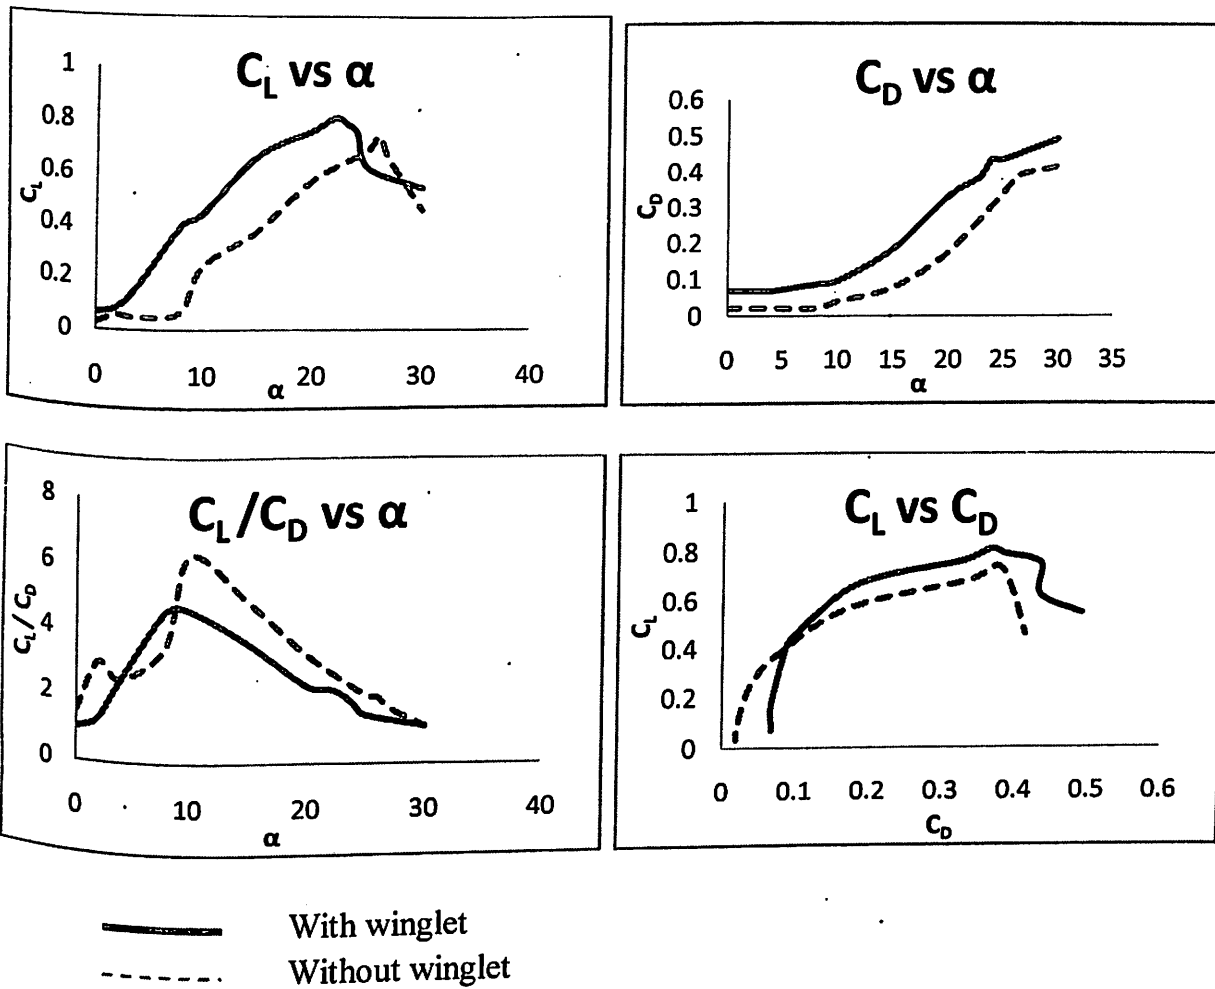 C_L vs α
1
0.8
0.6
0.4
0.2
0
C_L
0 10 20 30 40
α
C_D vs α
0.6
0.5
0.4
0.3
0.2
0.1
0
C_D
0 5 10 15 20 25 30 35
α
C_L/C_D vs α
8
6
4
2
0
C_L / C_D
0 10 20 30 40
α
C_L vs C_D
1
0.8
0.6
0.4
0.2
0
C_L
0 0.1 0.2 0.3 0.4 0.5 0.6
C_D
With winglet
Without winglet